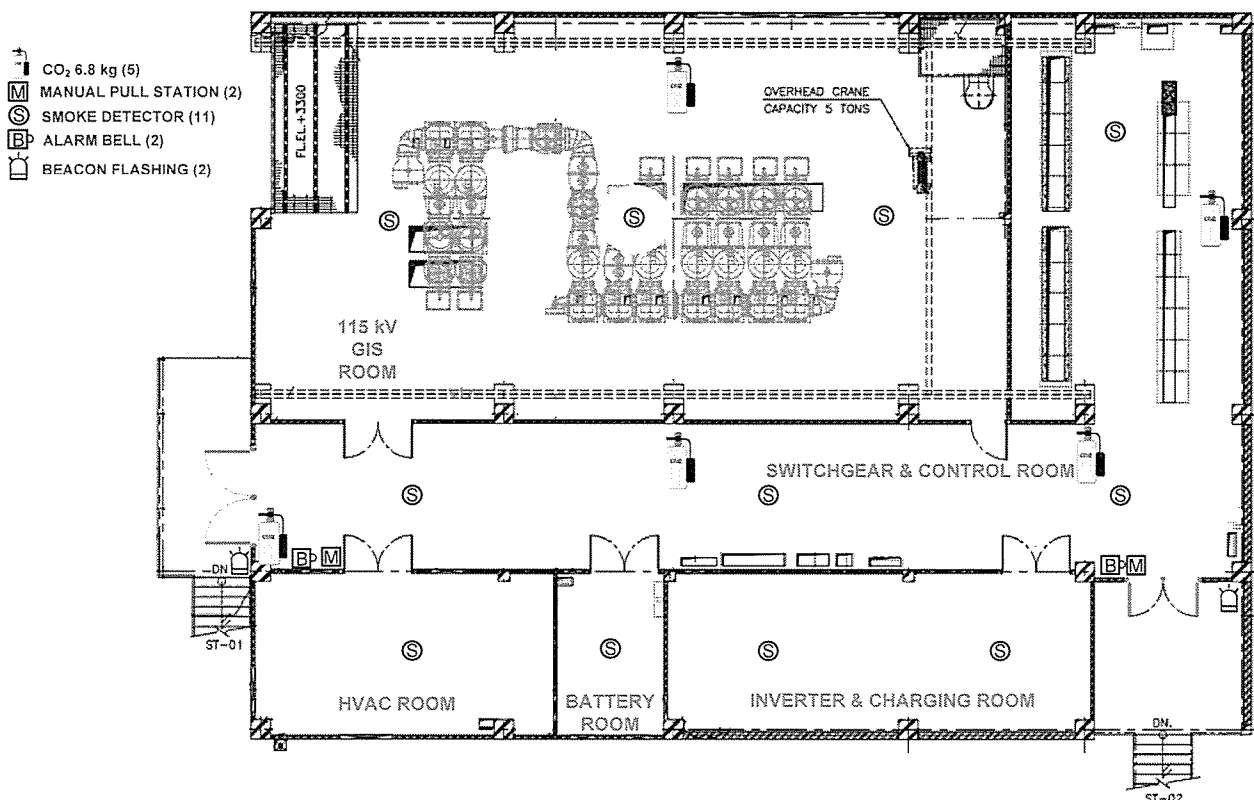 CO₂ 6.8 kg (5)
M MANUAL PULL STATION (2)
S SMOKE DETECTOR (11)
B ALARM BELL (2)
BEACON FLASHING (2)
FL.EL.+3300
OVERHEAD CRANE
CAPACITY 5 TONS
S
S
S
S
115 kV
GIS
ROOM
SWITCHGEAR & CONTROL ROOM
S
S
S
B M
B M
DN
ST-01
S
S
S
S
HVAC ROOM
BATTERY
ROOM
INVERTER & CHARGING ROOM
DN.
ST-02